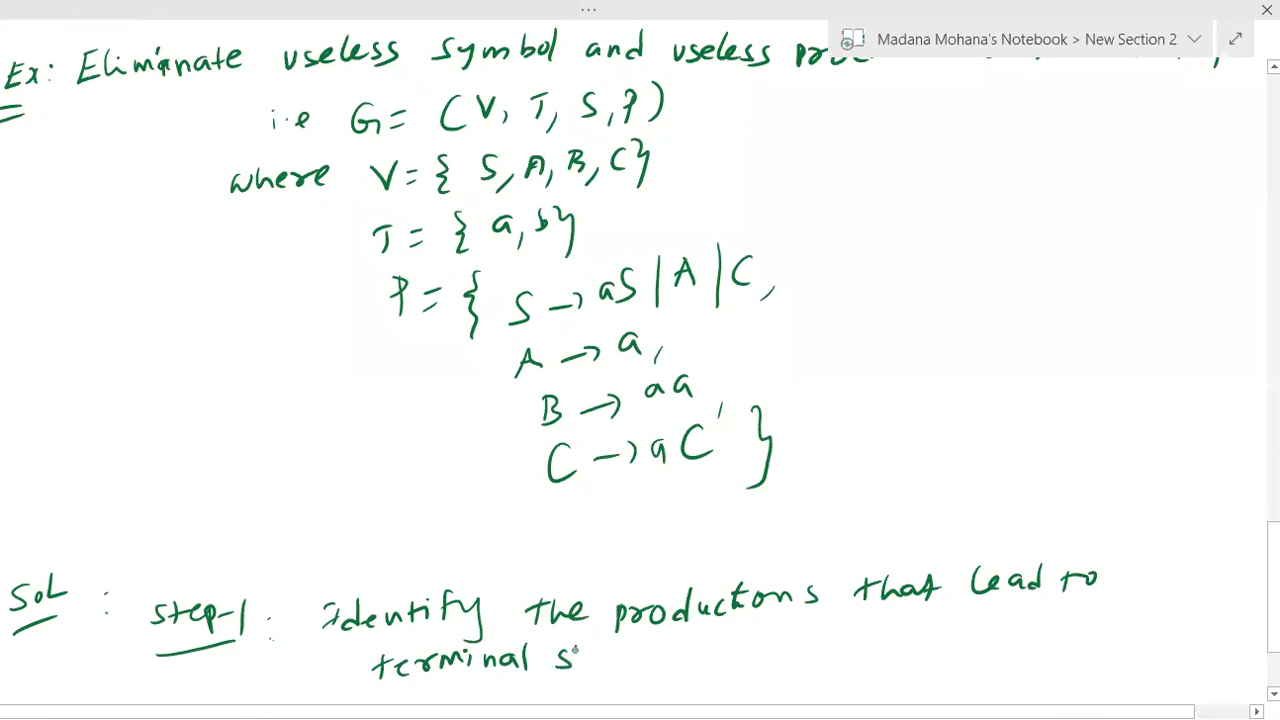 Madana Mohana's Notebook > New Section 2
Ex: Eliminate useless symbol and useless
i.e G = (V, T, S, P)
where V = { S, A, B, C}
T = { a, b}
P = { S → aS | A | C,
A → a,
B → aa,
C → aC }
Sol : Step-1 : Identify the productions that lead to
terminal s